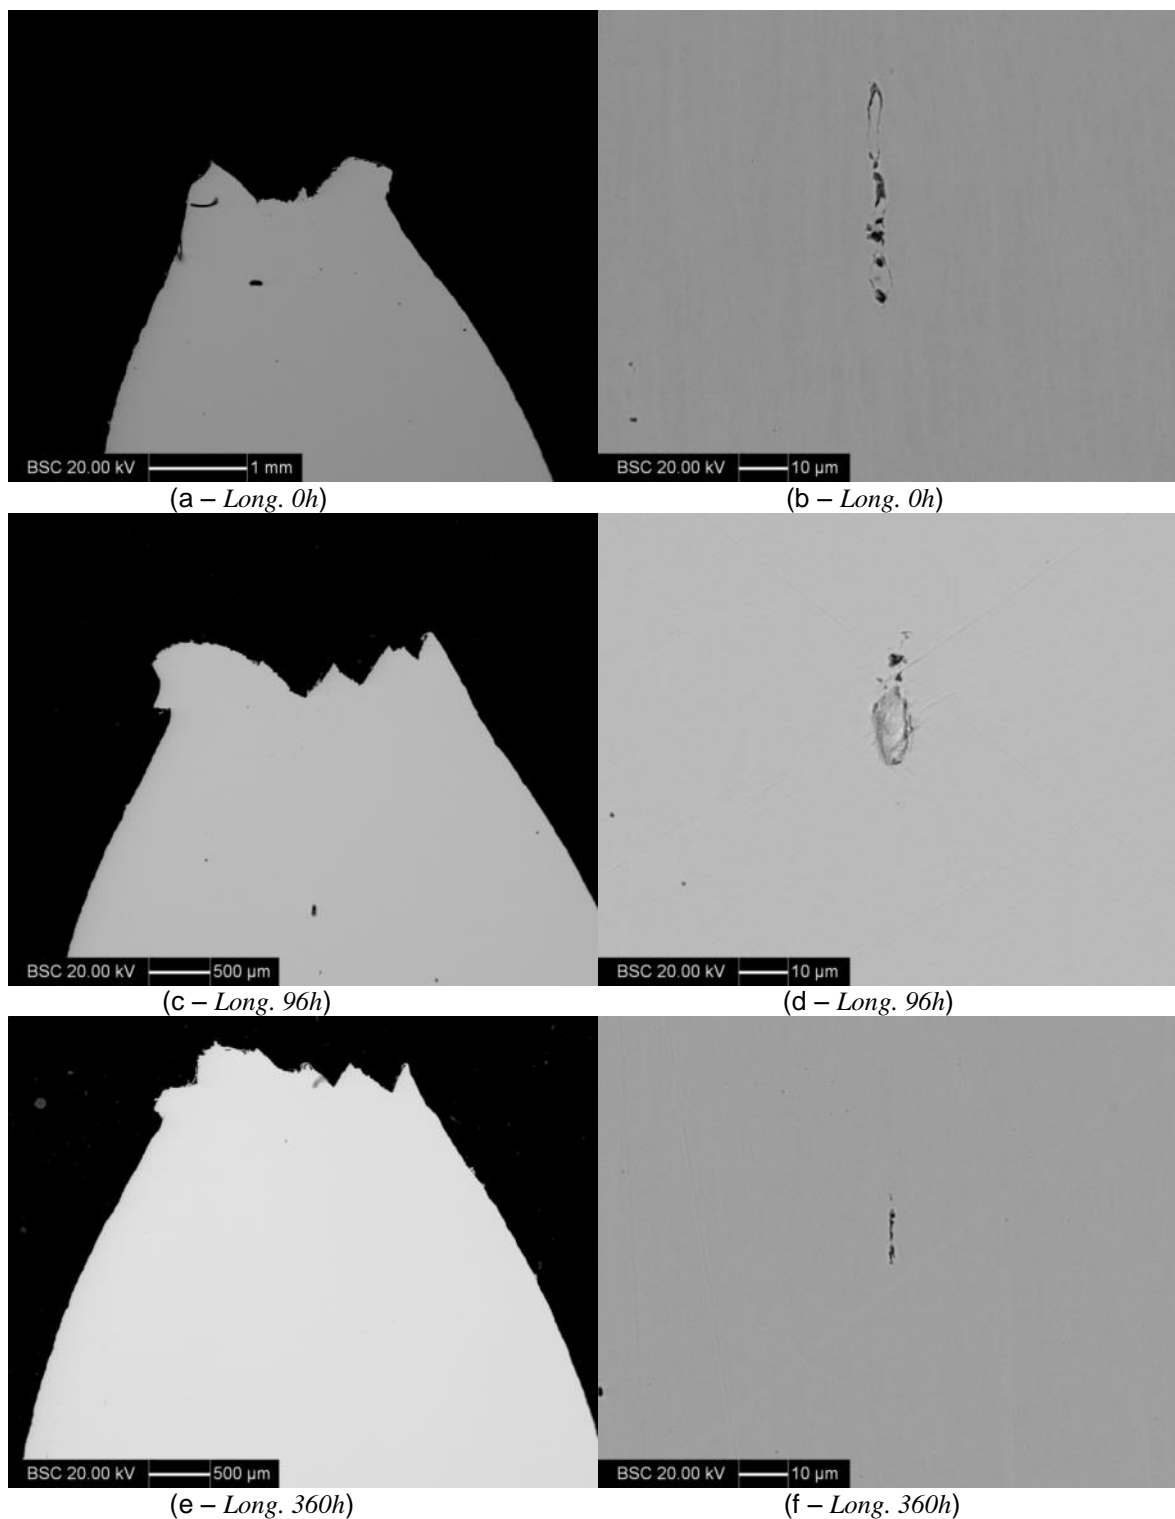 BSC 20.00 kV 1 mm
BSC 20.00 kV 10 µm
(a – Long. 0h)
(b – Long. 0h)
BSC 20.00 kV 500 µm
BSC 20.00 kV 10 µm
(c – Long. 96h)
(d – Long. 96h)
BSC 20.00 kV 500 µm
BSC 20.00 kV 10 µm
(e – Long. 360h)
(f – Long. 360h)